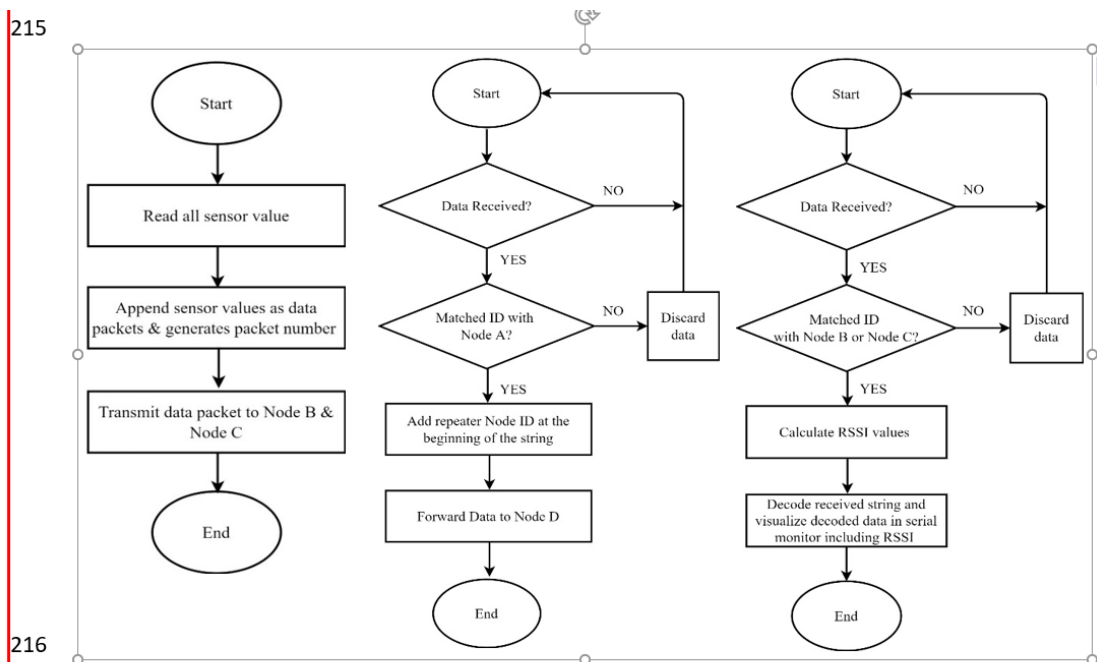 215
Start
Read all sensor value
Append sensor values as data
packets & generates packet number
Transmit data packet to Node B &
Node C
End
Start
Data Received?
NO
YES
Matched ID with
Node A?
NO
Discard
data
YES
Add repeater Node ID at the
beginning of the string
Forward Data to Node D
End
Start
Data Received?
NO
YES
Matched ID
with Node B or Node C?
NO
Discard
data
YES
Calculate RSSI values
Decode received string and
visualize decoded data in serial
monitor including RSSI
End
216